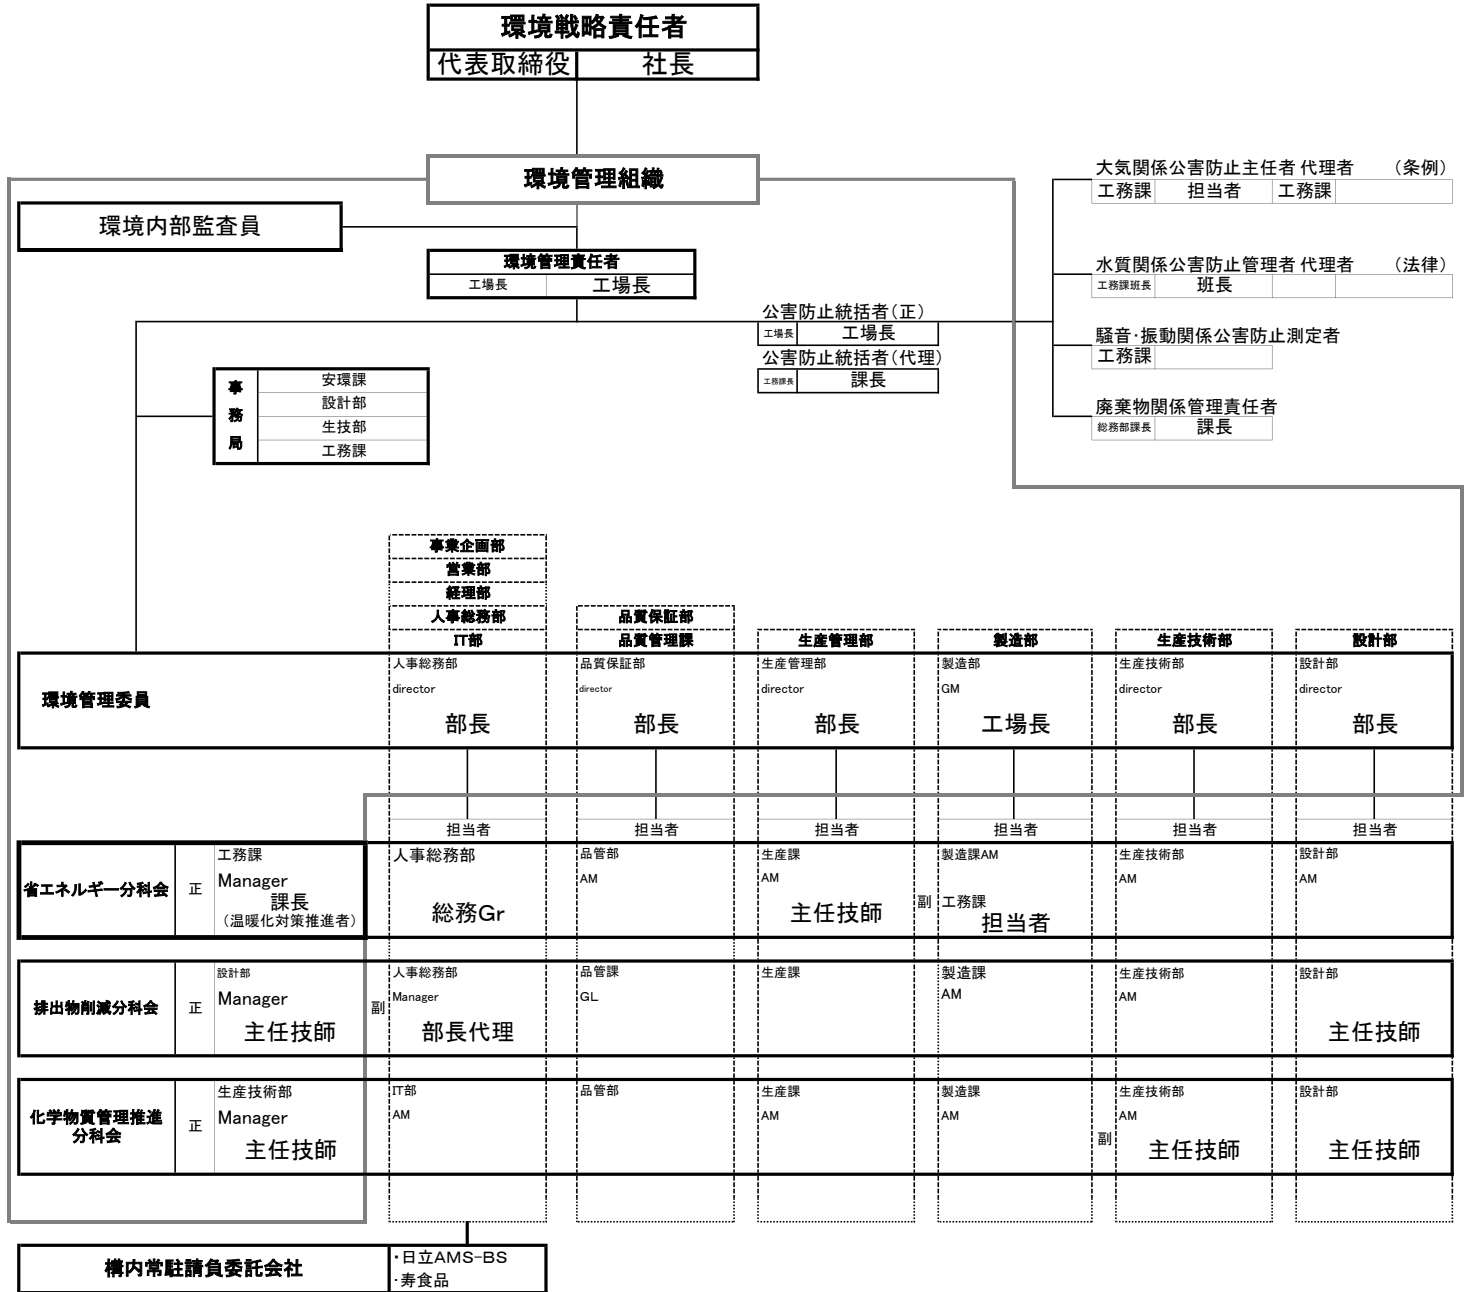 環境戦略責任者
代表取締役 社長
環境管理組織
環境内部監査員
環境管理責任者
工場長 工場長
大気関係公害防止主任者 代理者 (条例)
工務課 担当者 工務課
水質関係公害防止管理者 代理者 (法律)
工務課班長 班長
公害防止統括者(正)
工場長 工場長
公害防止統括者(代理)
工務課長 課長
騒音・振動関係公害防止測定者
工務課
廃棄物関係管理責任者
総務部課長 課長
事務局
安環課
設計部
生技部
工務課
事業企画部
営業部
経理部
人事総務部 品質保証部
IT部 品質管理課 生産管理部 製造部 生産技術部 設計部
環境管理委員
人事総務部 品質保証部 生産管理部 製造部 生産技術部 設計部
director director director GM director director
部長 部長 部長 工場長 部長 部長
担当者 担当者 担当者 担当者 担当者 担当者
省エネルギー分科会 正
工務課
Manager
課長
(温暖化対策推進者)
人事総務部
総務Gr
品管部
AM
生産課
AM
主任技師
副
製造課AM
工務課
担当者
生産技術部
AM
設計部
AM
排出物削減分科会 正
設計部
Manager
主任技師
副
人事総務部
Manager
部長代理
品管課
GL
生産課
製造課
AM
生産技術部
AM
設計部
主任技師
化学物質管理推進
分科会
正
生産技術部
Manager
主任技師
IT部
AM
品管部
生産課
AM
製造課
AM
副
生産技術部
AM
主任技師
設計部
主任技師
構内常駐請負委託会社
・日立AMS-BS
・寿食品